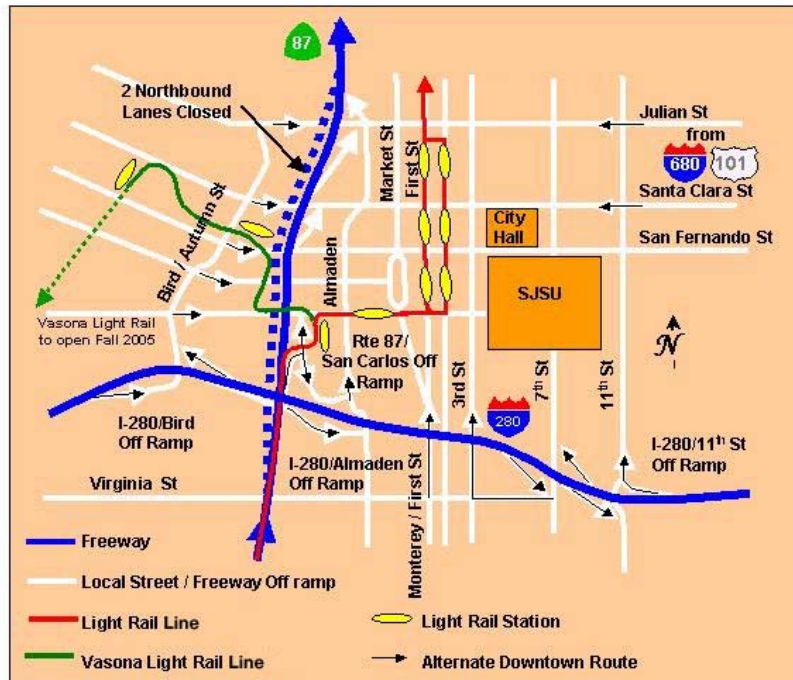 87
2 Northbound
Lanes Closed
Julian St
from
680
101
Santa Clara St
Market St
First St
City
Hall
San Fernando St
Bird / Autumn St
Almaden
SJSU
Vasona Light Rail
to open Fall 2005
Rte 87/
San Carlos Off
Ramp
N
3rd St
7th St
11th St
280
I-280/Bird
Off Ramp
I-280/Almaden
Off Ramp
I-280/11th St
Off Ramp
Virginia St
Monterey / First St
Freeway
Local Street / Freeway Off ramp
Light Rail Line
Light Rail Station
Vasona Light Rail Line
Alternate Downtown Route